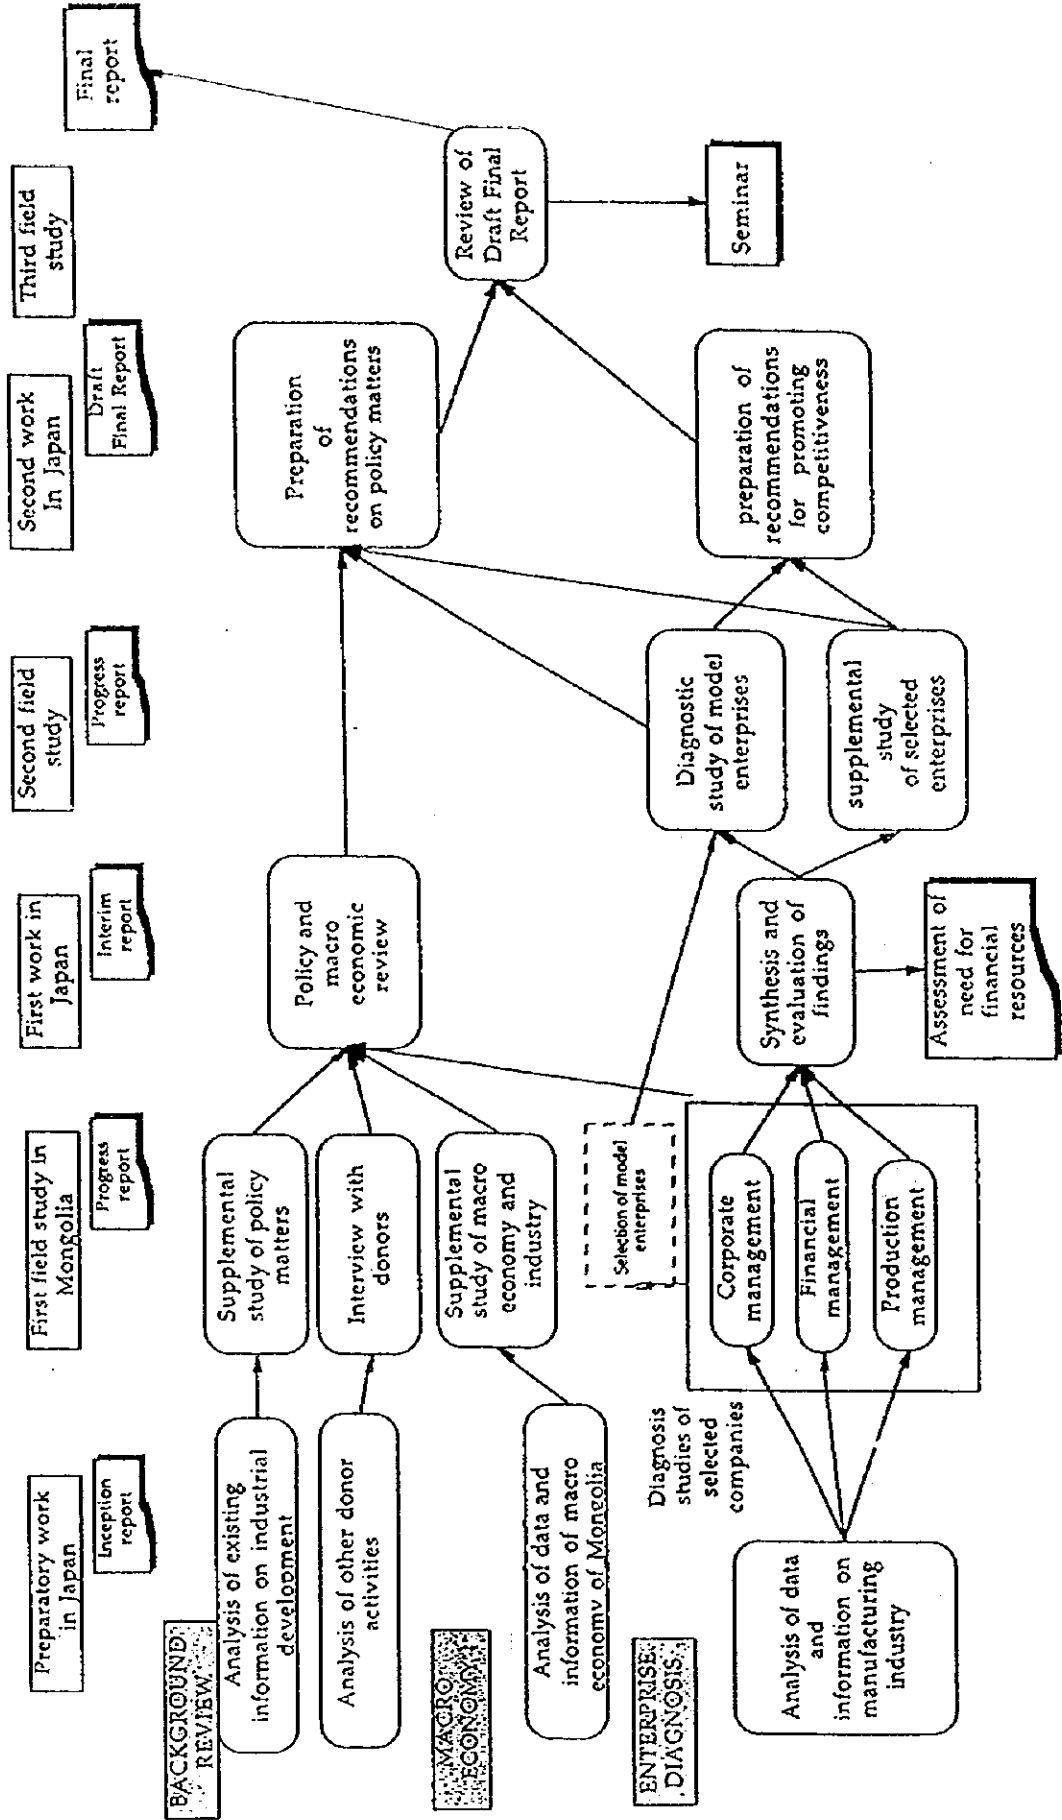 Preparatory work
in Japan
First field study in
Mongolia
First work in
Japan
Second field
study
Second work
In Japan
Third field
study
Final
report
Inception
report
Progress
report
Interim
report
Progress
report
Draft
Final Report
BACKGROUND
REVIEW
Analysis of existing
information on industrial
development
Supplemental
study of policy
matters
Policy and
macro
economic
review
Preparation
of
recommendations
on policy matters
Analysis of other donor
activities
Interview with
donors
MACRO
ECONOMY
Supplemental
study of macro
economy and
industry
Review of
Draft Final
Report
Analysis of data and
information of macro
economy of Mongolia
ENTERPRISE
DIAGNOSIS
Diagnosis
studies of
selected
companies
Selection of model
enterprises
Diagnostic
study of model
enterprises
preparation of
recommendations
for promoting
competitiveness
Seminar
Analysis of data
and
information on
manufacturing
industry
Corporate
management
Financial
management
Production
management
Synthesis and
evaluation of
findings
supplemental
study
of selected
enterprises
Assessment of
need for
financial
resources